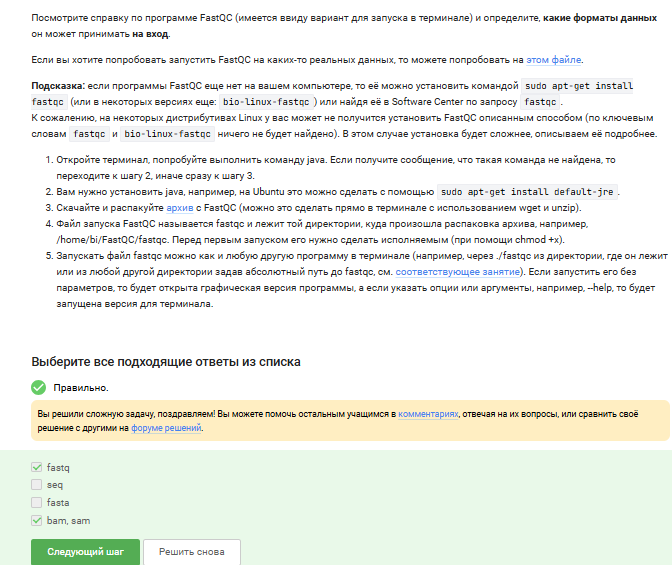 Посмотрите справку по программе FastQC (имеется ввиду вариант для запуска в терминале) и определите, какие форматы данных
он может принимать на вход.
Если вы хотите попробовать запустить FastQC на каких-то реальных данных, то можете попробовать на этом файле.
Подсказка: если программы FastQC еще нет на вашем компьютере, то её можно установить командой sudo apt-get install
fastqc (или в некоторых версиях еще: bio-linux-fastqc ) или найдя её в Software Center по запросу fastqc .
К сожалению, на некоторых дистрибутивах Linux у вас может не получится установить FastQC описанным способом (по ключевым
словам fastqc и bio-linux-fastqc ничего не будет найдено). В этом случае установка будет сложнее, описываем её подробнее.
1. Откройте терминал, попробуйте выполнить команду java. Если получите сообщение, что такая команда не найдена, то
переходите к шагу 2, иначе сразу к шагу 3.
2. Вам нужно установить java, например, на Ubuntu это можно сделать с помощью sudo apt-get install default-jre .
3. Скачайте и распакуйте архив с FastQC (можно это сделать прямо в терминале с использованием wget и unzip).
4. Файл запуска FastQC называется fastqc и лежит той директории, куда произошла распаковка архива, например,
/home/bi/FastQC/fastqc. Перед первым запуском его нужно сделать исполняемым (при помощи chmod +x).
5. Запускать файл fastqc можно как и любую другую программу в терминале (например, через ./fastqc из директории, где он лежит
или из любой другой директории задав абсолютный путь до fastqc, см. соответствующее занятие). Если запустить его без
параметров, то будет открыта графическая версия программы, а если указать опции или аргументы, например, --help, то будет
запущена версия для терминала.
Выберите все подходящие ответы из списка
Правильно.
Вы решили сложную задачу, поздравляем! Вы можете помочь остальным учащимся в комментариях, отвечая на их вопросы, или сравнить своё
решение с другими на форуме решений.
fastq
seq
fasta
bam, sam
Следующий шаг
Решить снова